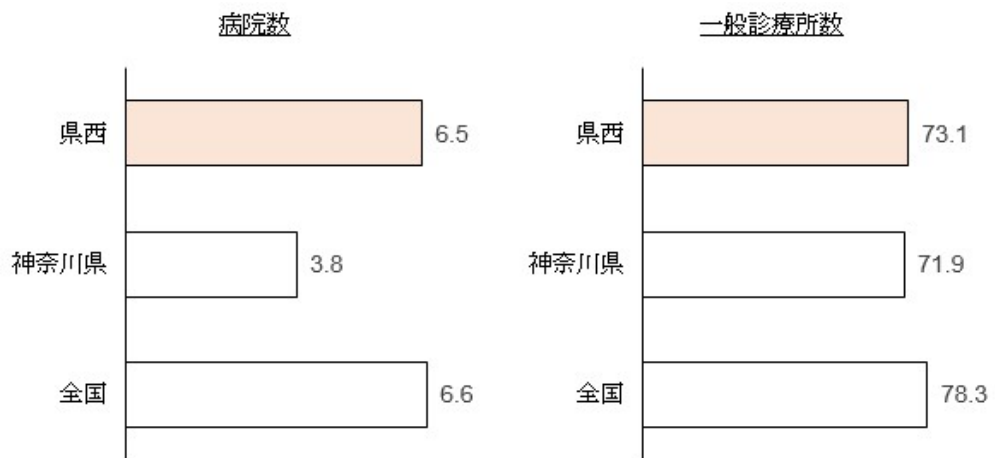 病院数
県西
6.5
神奈川県
3.8
全国
6.6
一般診療所数
県西
73.1
神奈川県
71.9
全国
78.3